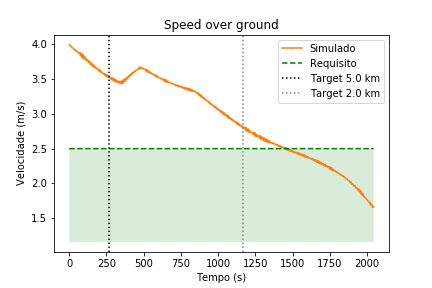 Speed over ground
Simulado
Requisito
Target 5.0 km
Target 2.0 km
Velocidade (m/s)
4.0
3.5
3.0
2.5
2.0
1.5
0 250 500 750 1000 1250 1500 1750 2000
Tempo (s)